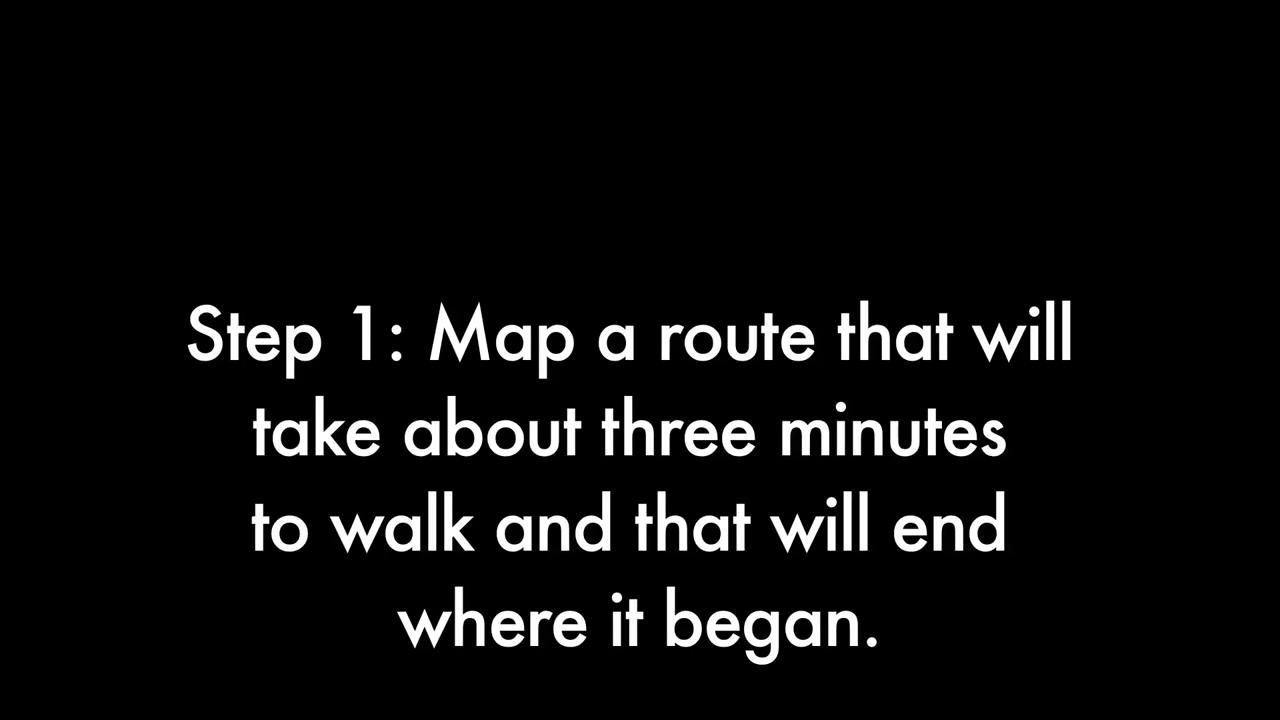 Step 1: Map a route that will
take about three minutes
to walk and that will end
where it began.